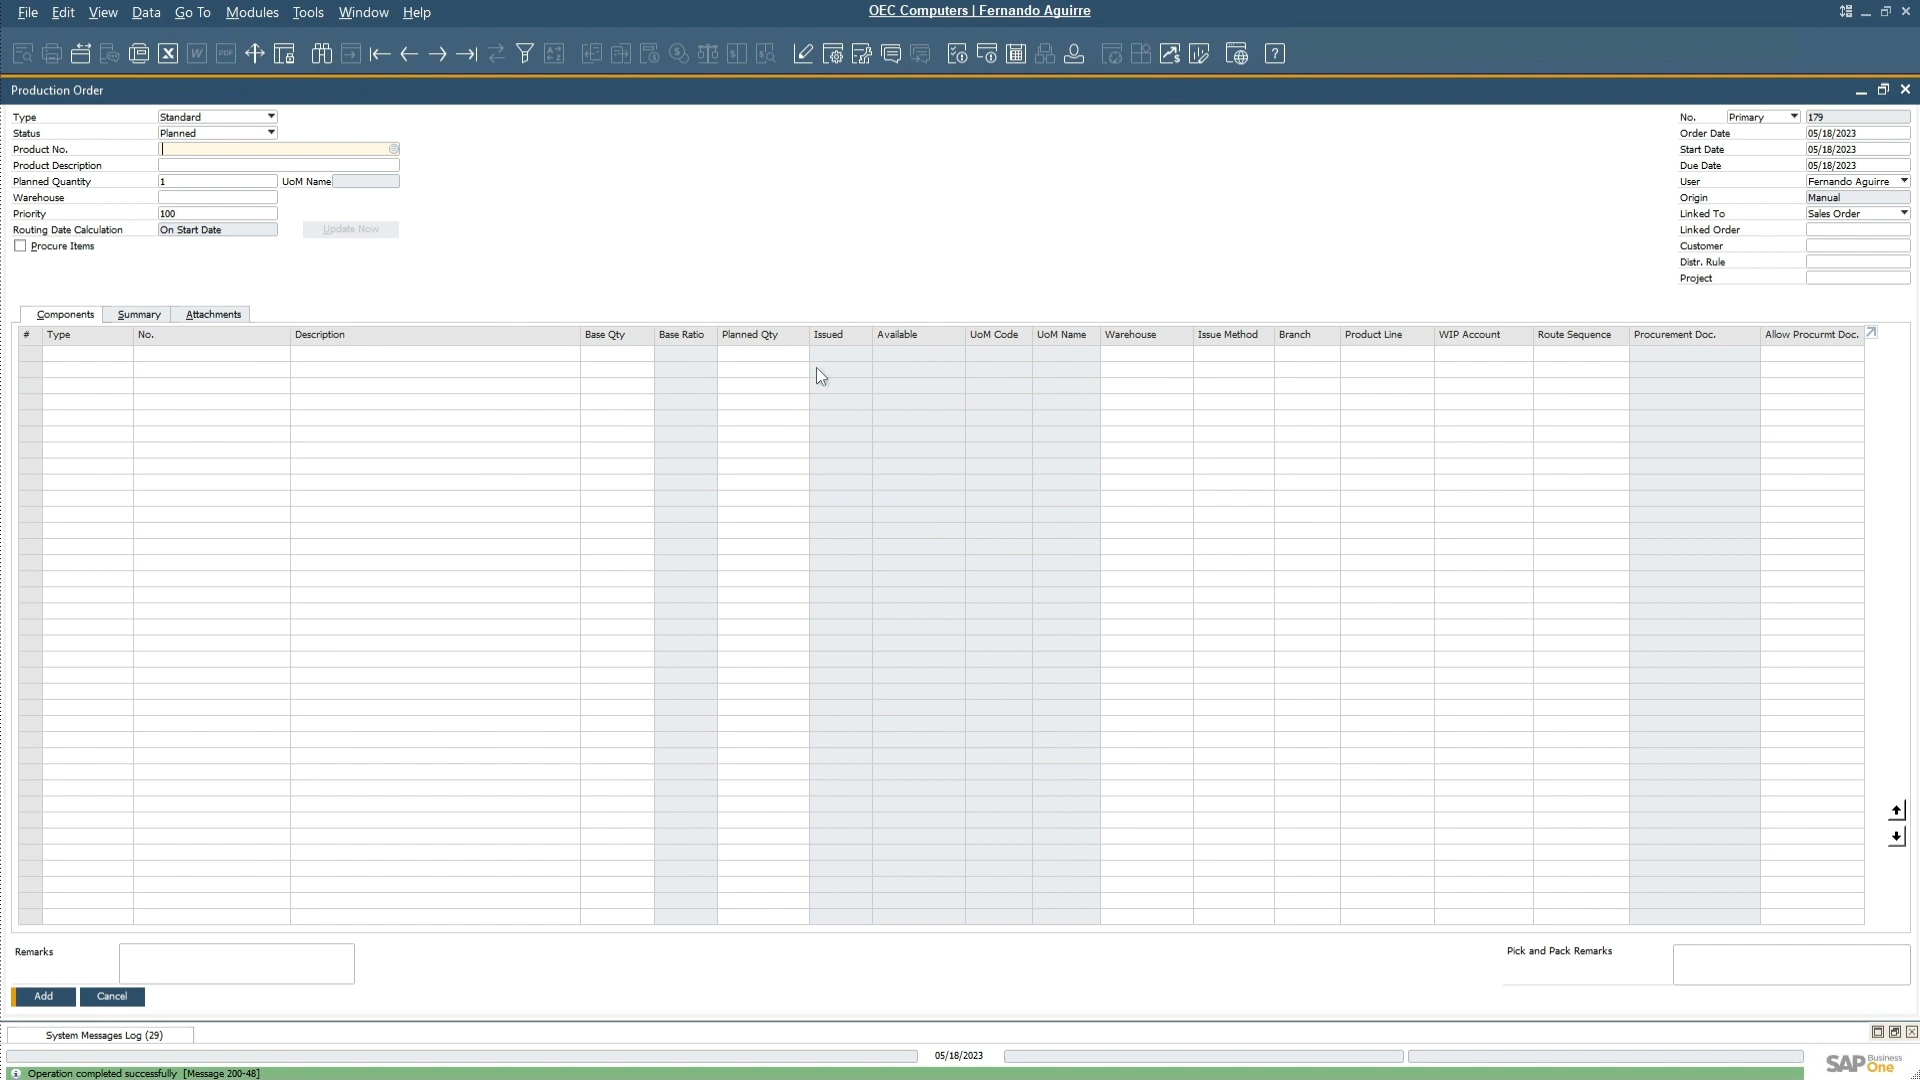 File Edit View Data Go To Modules Tools Window Help
OEC Computers | Fernando Aguirre
Production Order
Type Standard
Status Planned
Product No.
Product Description
Planned Quantity 1 UoM Name
Warehouse
Priority 100
Routing Date Calculation On Start Date Update Now
Procure Items
No. Primary 179
Order Date 05/18/2023
Start Date 05/18/2023
Due Date 05/18/2023
User Fernando Aguirre
Origin Manual
Linked To Sales Order
Linked Order
Customer
Distr. Rule
Project
Components Summary Attachments
# Type No. Description Base Qty Base Ratio Planned Qty Issued Available UoM Code UoM Name Warehouse Issue Method Branch Product Line WIP Account Route Sequence Procurement Doc. Allow Procurmt Doc.
Remarks
Pick and Pack Remarks
Add Cancel
System Messages Log (29)
05/18/2023
Operation completed successfully [Message 200-48]
SAP Business One